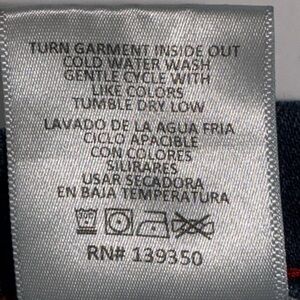 TURN GARMENT INSIDE OUT
COLD WATER WASH
GENTLE CYCLE WITH
LIKE COLORS
TUMBLE DRY LOW
LAVADO DE LA AGUA FRIA
CICLO APACIBLE
CON COLORES
SILIRARES
USAR SECADORA
EN BAJA TEMPERATURA
RN# 139350